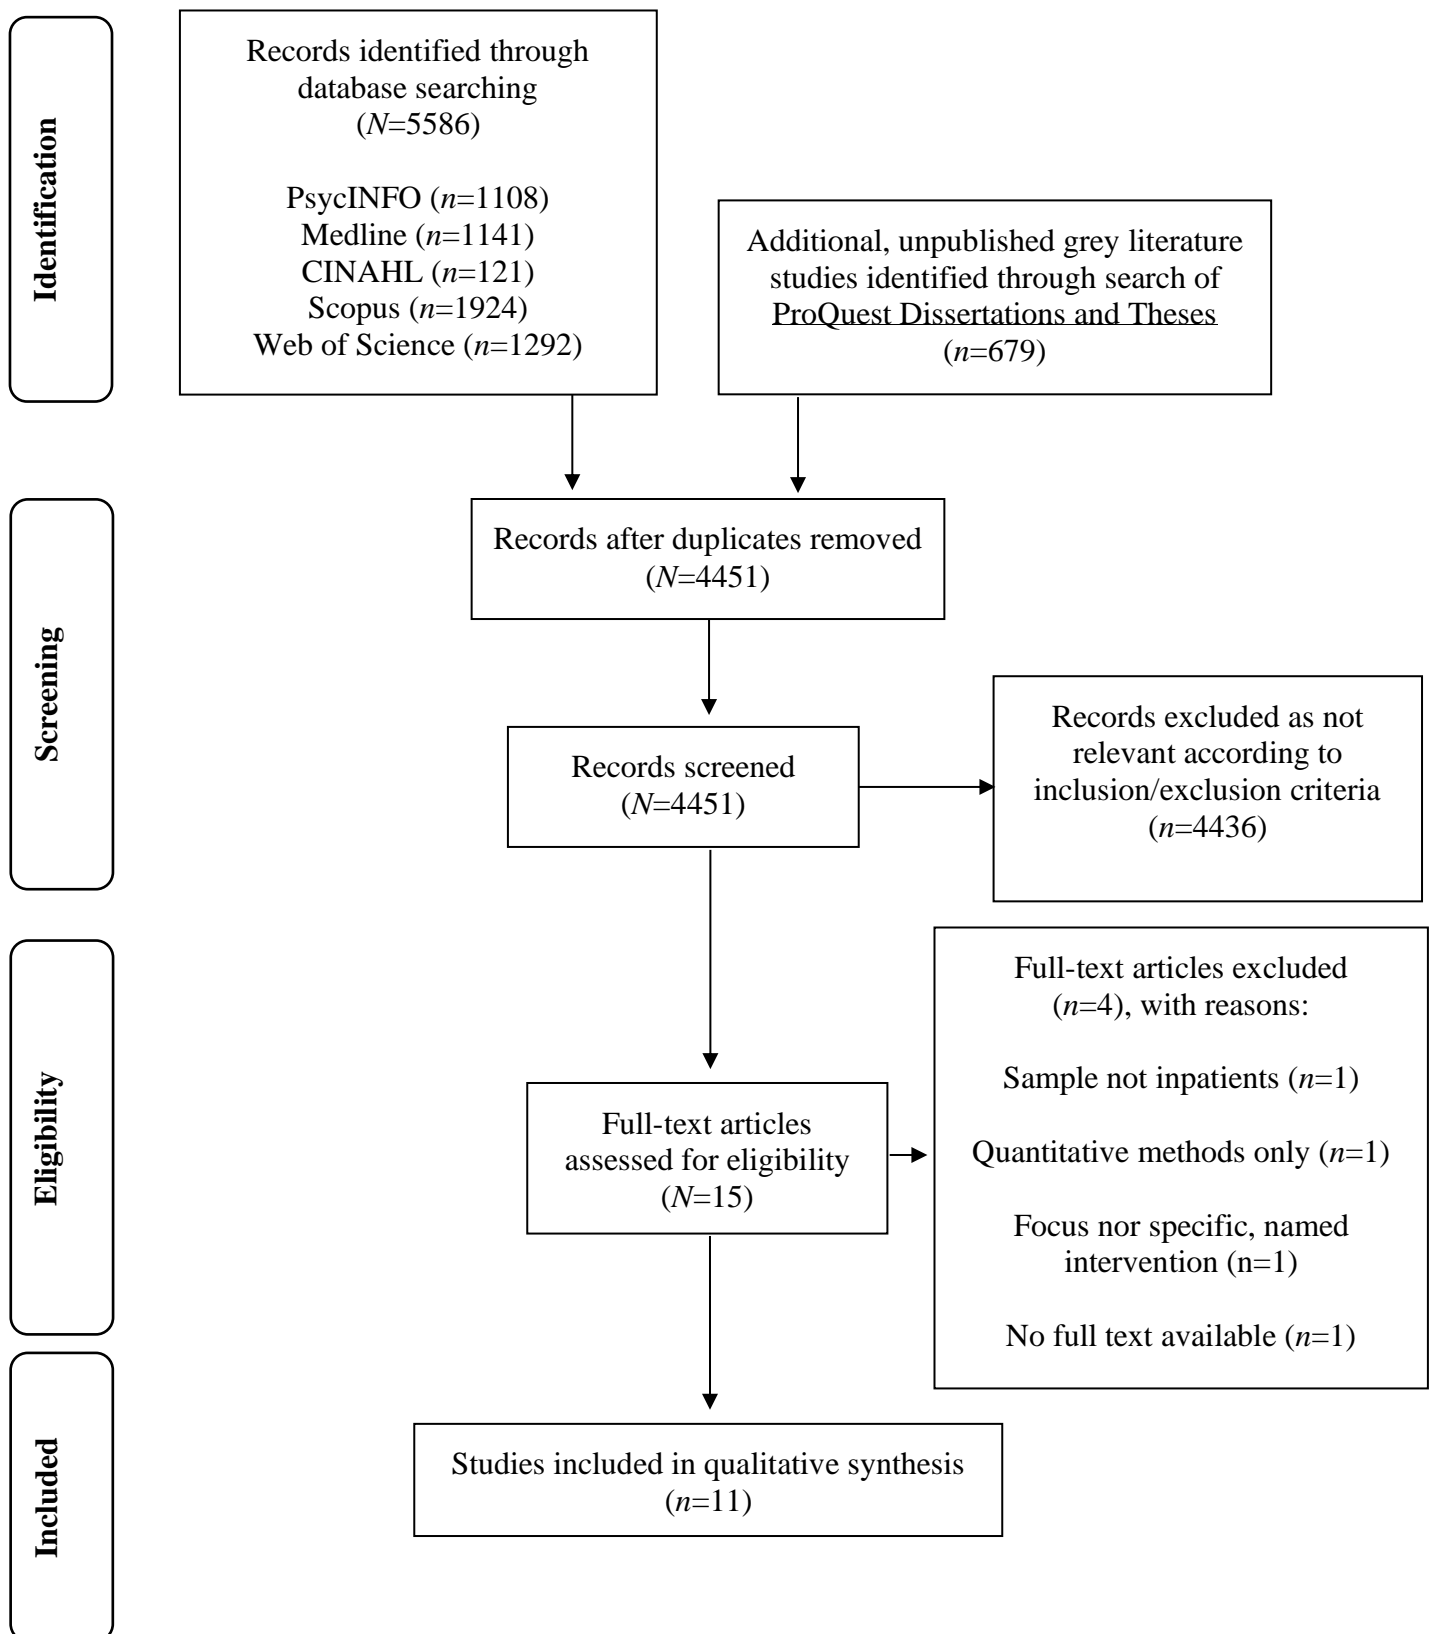 Identification
Records identified through
database searching
(N=5586)
PsycINFO (n=1108)
Medline (n=1141)
CINAHL (n=121)
Scopus (n=1924)
Web of Science (n=1292)
Additional, unpublished grey literature
studies identified through search of
ProQuest Dissertations and Theses
(n=679)
Screening
Records after duplicates removed
(N=4451)
Records screened
(N=4451)
Records excluded as not
relevant according to
inclusion/exclusion criteria
(n=4436)
Eligibility
Full-text articles
assessed for eligibility
(N=15)
Full-text articles excluded
(n=4), with reasons:
Sample not inpatients (n=1)
Quantitative methods only (n=1)
Focus nor specific, named
intervention (n=1)
No full text available (n=1)
Included
Studies included in qualitative synthesis
(n=11)